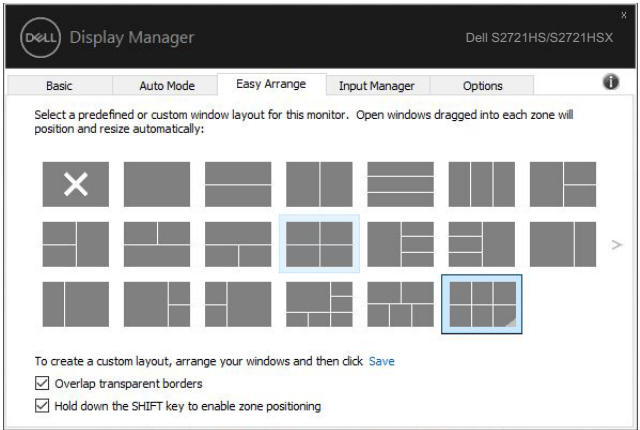 x
DELL Display Manager
Dell S2721HS/S2721HSX
Basic Auto Mode Easy Arrange Input Manager Options
Select a predefined or custom window layout for this monitor. Open windows dragged into each zone will
position and resize automatically:
>
To create a custom layout, arrange your windows and then click Save
Overlap transparent borders
Hold down the SHIFT key to enable zone positioning